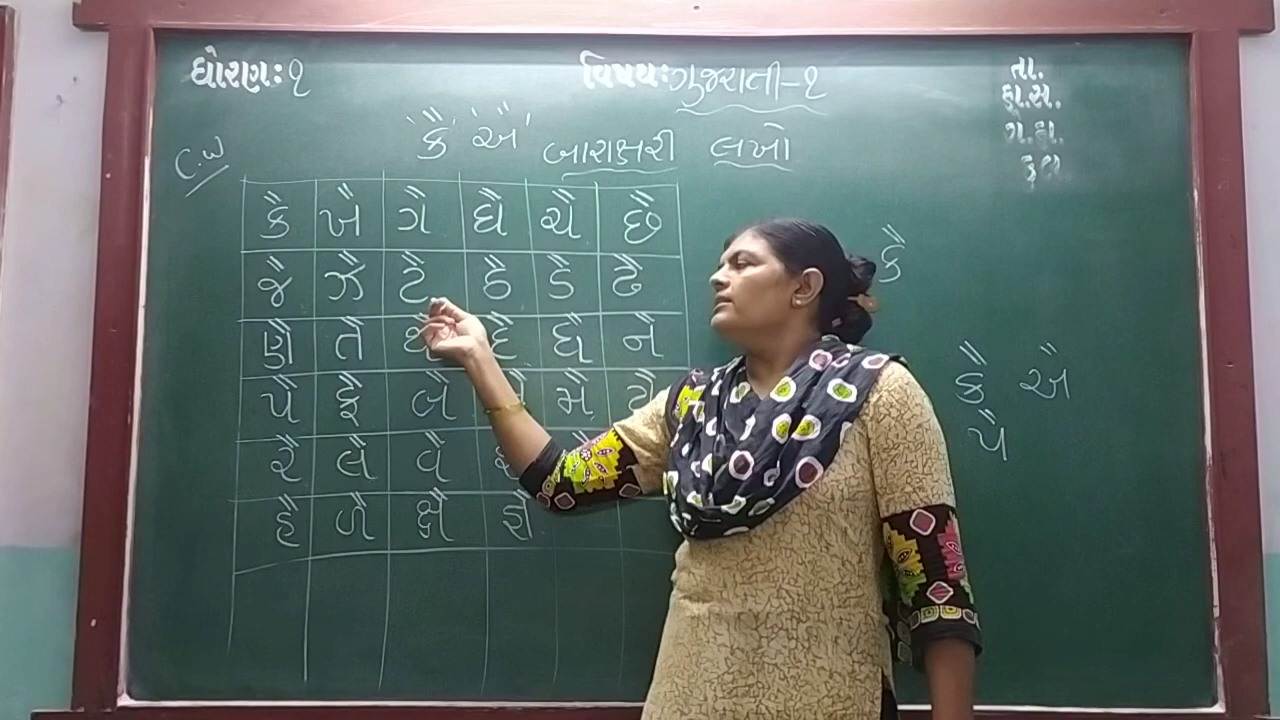 ધોરણ: ૧
વિષય: ગુજરાતી-૧
તા.
હા.સં.
ગે.હા.
કુલ
C.W
'કૈ' 'ઐ' બારાક્ષરી લખો
કૈ ખૈ ગૈ ઘૈ ચૈ છૈ
જૈ ઝૈ ટૈ ઠૈ ડૈ ઢૈ
ણૈ તૈ થૈ દૈ ધૈ નૈ
પૈ ફૈ બૈ મૈ
રૈ લૈ વૈ
હૈ ળૈ ક્ષૈ જ્ઞૈ
કૈ
કૈ ઐ
પૈ